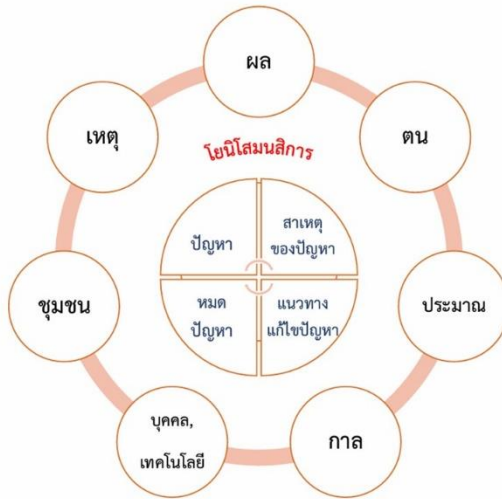 ผล
เหตุ
ตน
โยนิโสมนสิการ
ปัญหา
สาเหตุ
ของปัญหา
ชุมชน
ประมาณ
หมด
ปัญหา
แนวทาง
แก้ไขปัญหา
บุคคล,
เทคโนโลยี
กาล